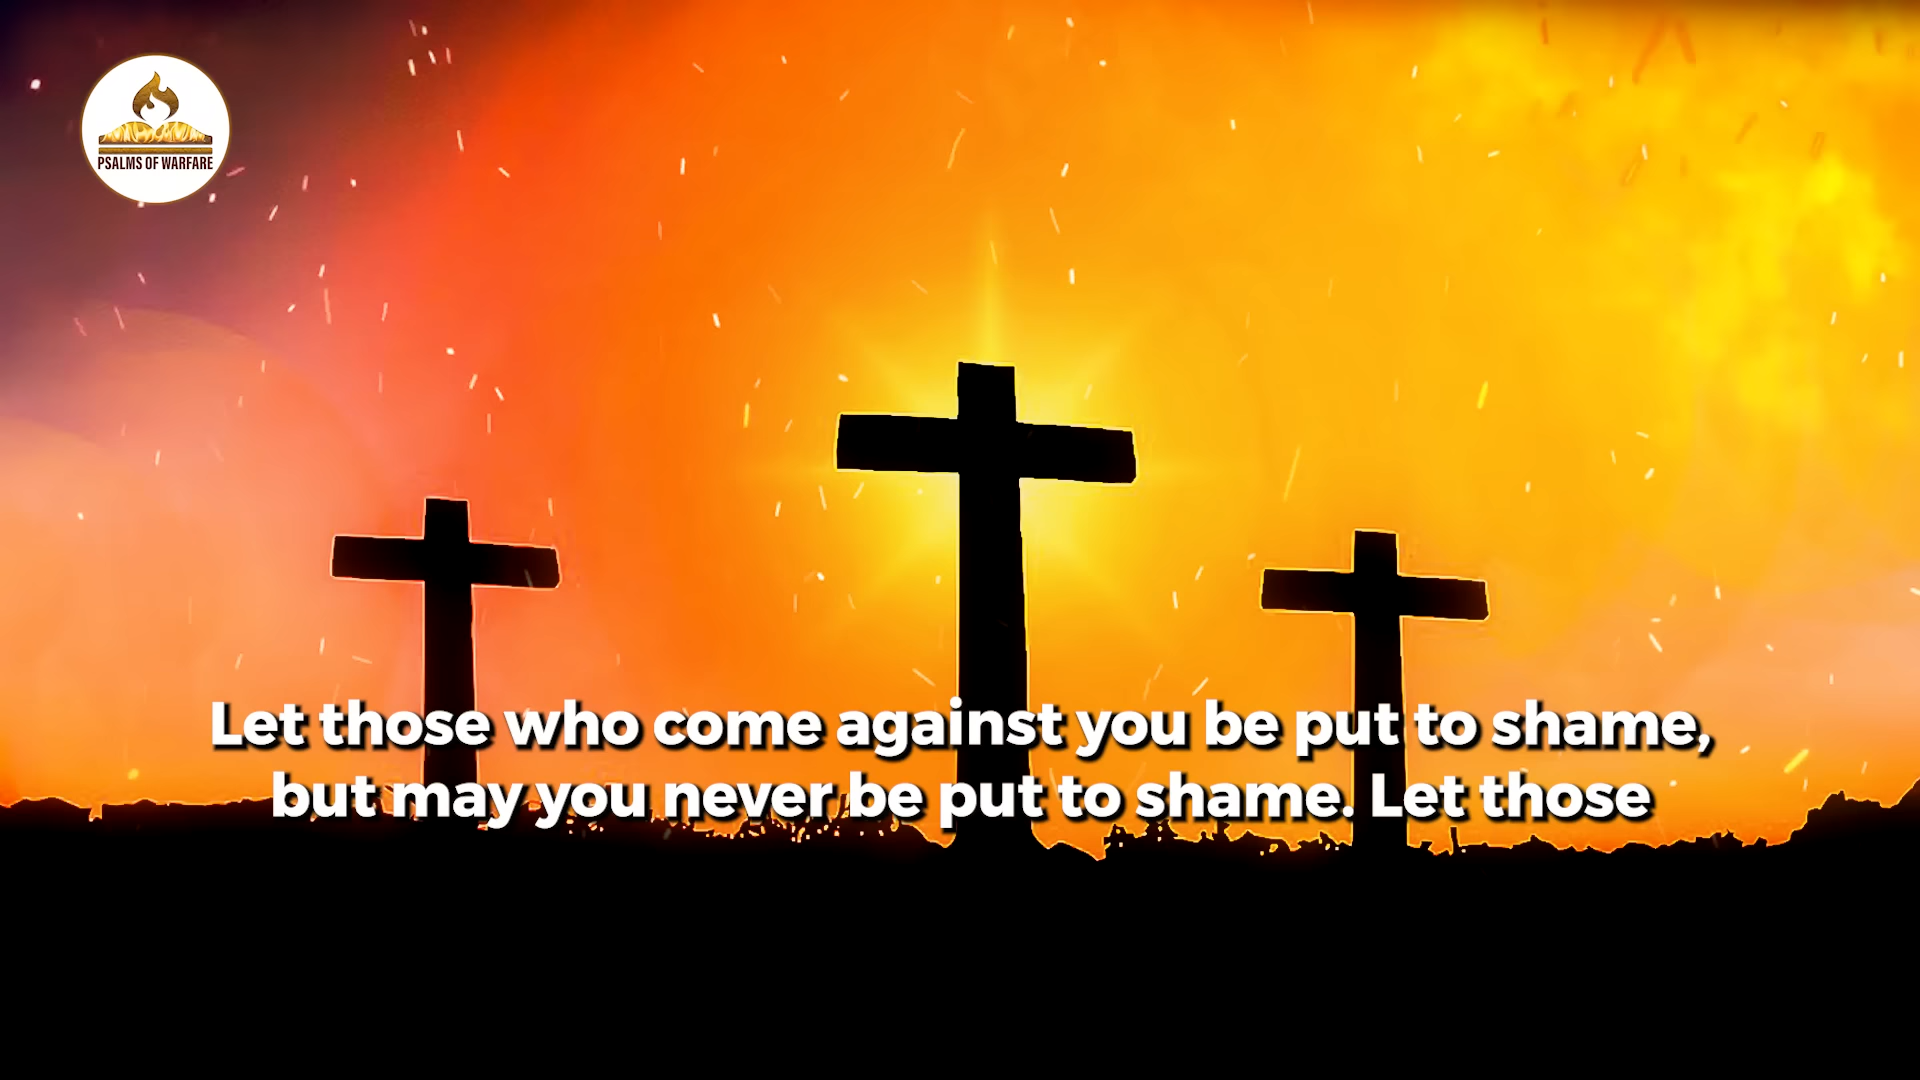 PSALMS OF WARFARE
Let those who come against you be put to shame,
but may you never be put to shame. Let those